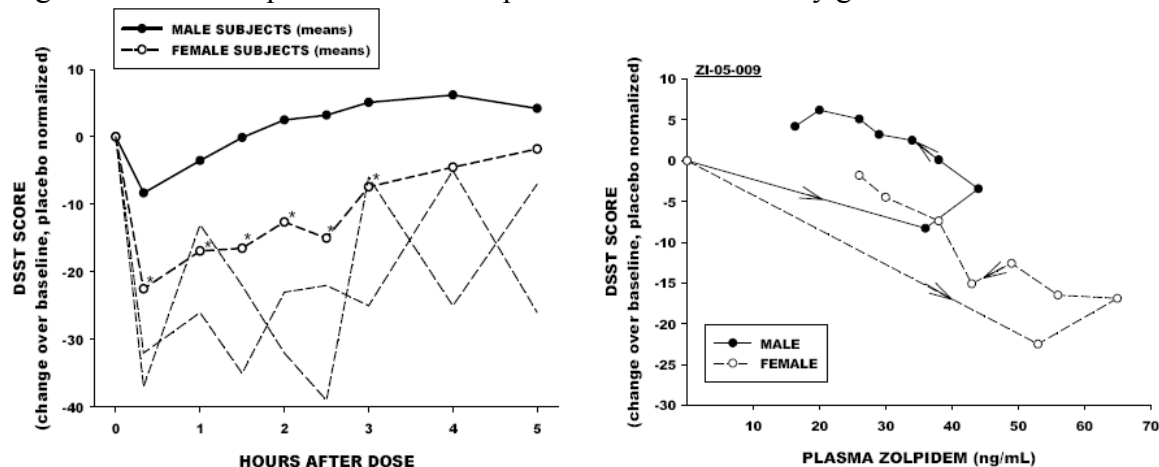 MALE SUBJECTS (means)
FEMALE SUBJECTS (means)
DSST SCORE
(change over baseline, placebo normalized)
10
0
-10
-20
-30
-40
0 1 2 3 4 5
HOURS AFTER DOSE
* * * * * *
ZI-05-009
DSST SCORE
(change over baseline, placebo normalized)
10
5
0
-5
-10
-15
-20
-25
-30
MALE
FEMALE
10 20 30 40 50 60 70
PLASMA ZOLPIDEM (ng/mL)